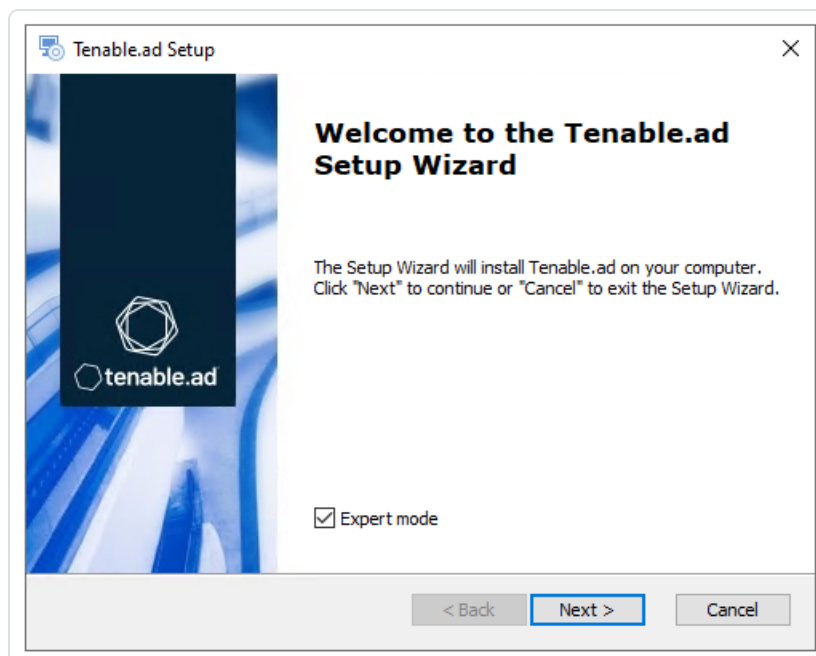 Tenable.ad Setup
Welcome to the Tenable.ad
Setup Wizard
The Setup Wizard will install Tenable.ad on your computer.
Click "Next" to continue or "Cancel" to exit the Setup Wizard.
tenable.ad
Expert mode
< Back Next > Cancel